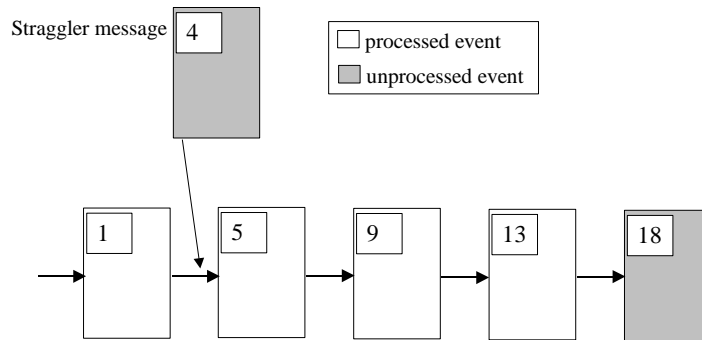 Straggler message
4
processed event
unprocessed event
1
5
9
13
18